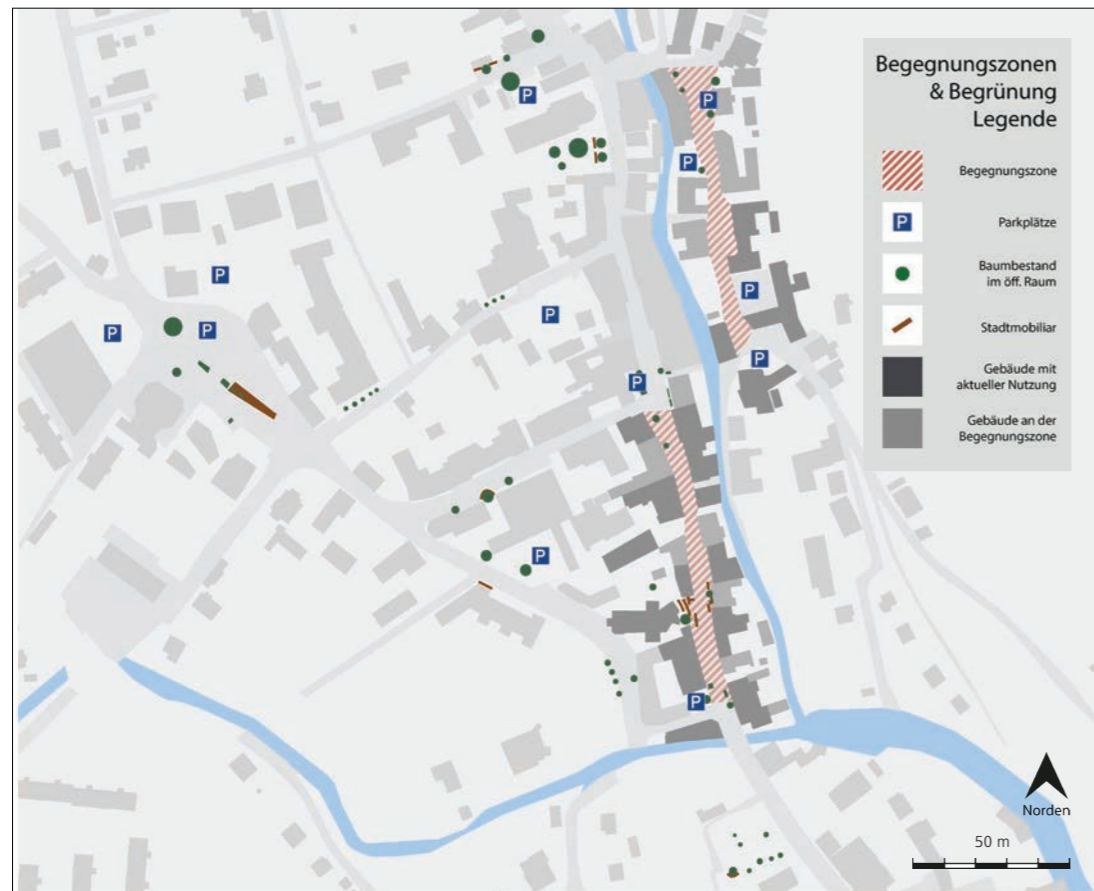 Begegnungszonen
& Begrünung
Legende
Begegnungszone
P
Parkplätze
Baumbestand
im öff. Raum
Stadtmobiliar
Gebäude mit
aktueller Nutzung
Gebäude an der
Begegnungszone
P
P
P
P
P
P
P
P
P
P
P
P
P
Norden
50 m